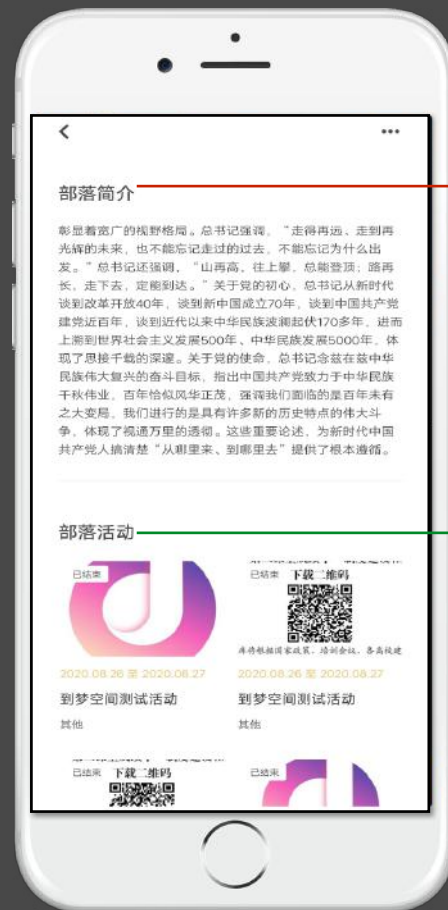 部落简介
彰显着宽广的视野格局。总书记强调，“走得再远、走到再
光辉的未来，也不能忘记走过的过去，不能忘记为什么出
发。”总书记还强调，“山再高，往上攀，总能登顶；路再
长，走下去，定能到达。”关于党的初心，总书记从新时代
谈到改革开放40年，谈到新中国成立70年，谈到中国共产党
建党近百年，谈到近代以来中华民族波澜起伏170多年，进而
上溯到世界社会主义发展500年、中华民族发展5000年，体
现了思接千载的深邃。关于党的使命，总书记念兹在兹中华
民族伟大复兴的奋斗目标，指出中国共产党致力于中华民族
千秋伟业，百年恰似风华正茂，强调我们面临的是百年未有
之大变局，我们进行的是具有许多新的历史特点的伟大斗
争，体现了视通万里的透彻。这些重要论述，为新时代中国
共产党人搞清楚“从哪里来、到哪里去”提供了根本遵循。
部落活动
已结束
已结束 下载二维码
库将根据国家政策、培训会议、各高校建
2020.08.26 至 2020.08.27
2020.08.26 至 2020.08.27
到梦空间测试活动
到梦空间测试活动
其他
其他
已结束 下载二维码
已结束